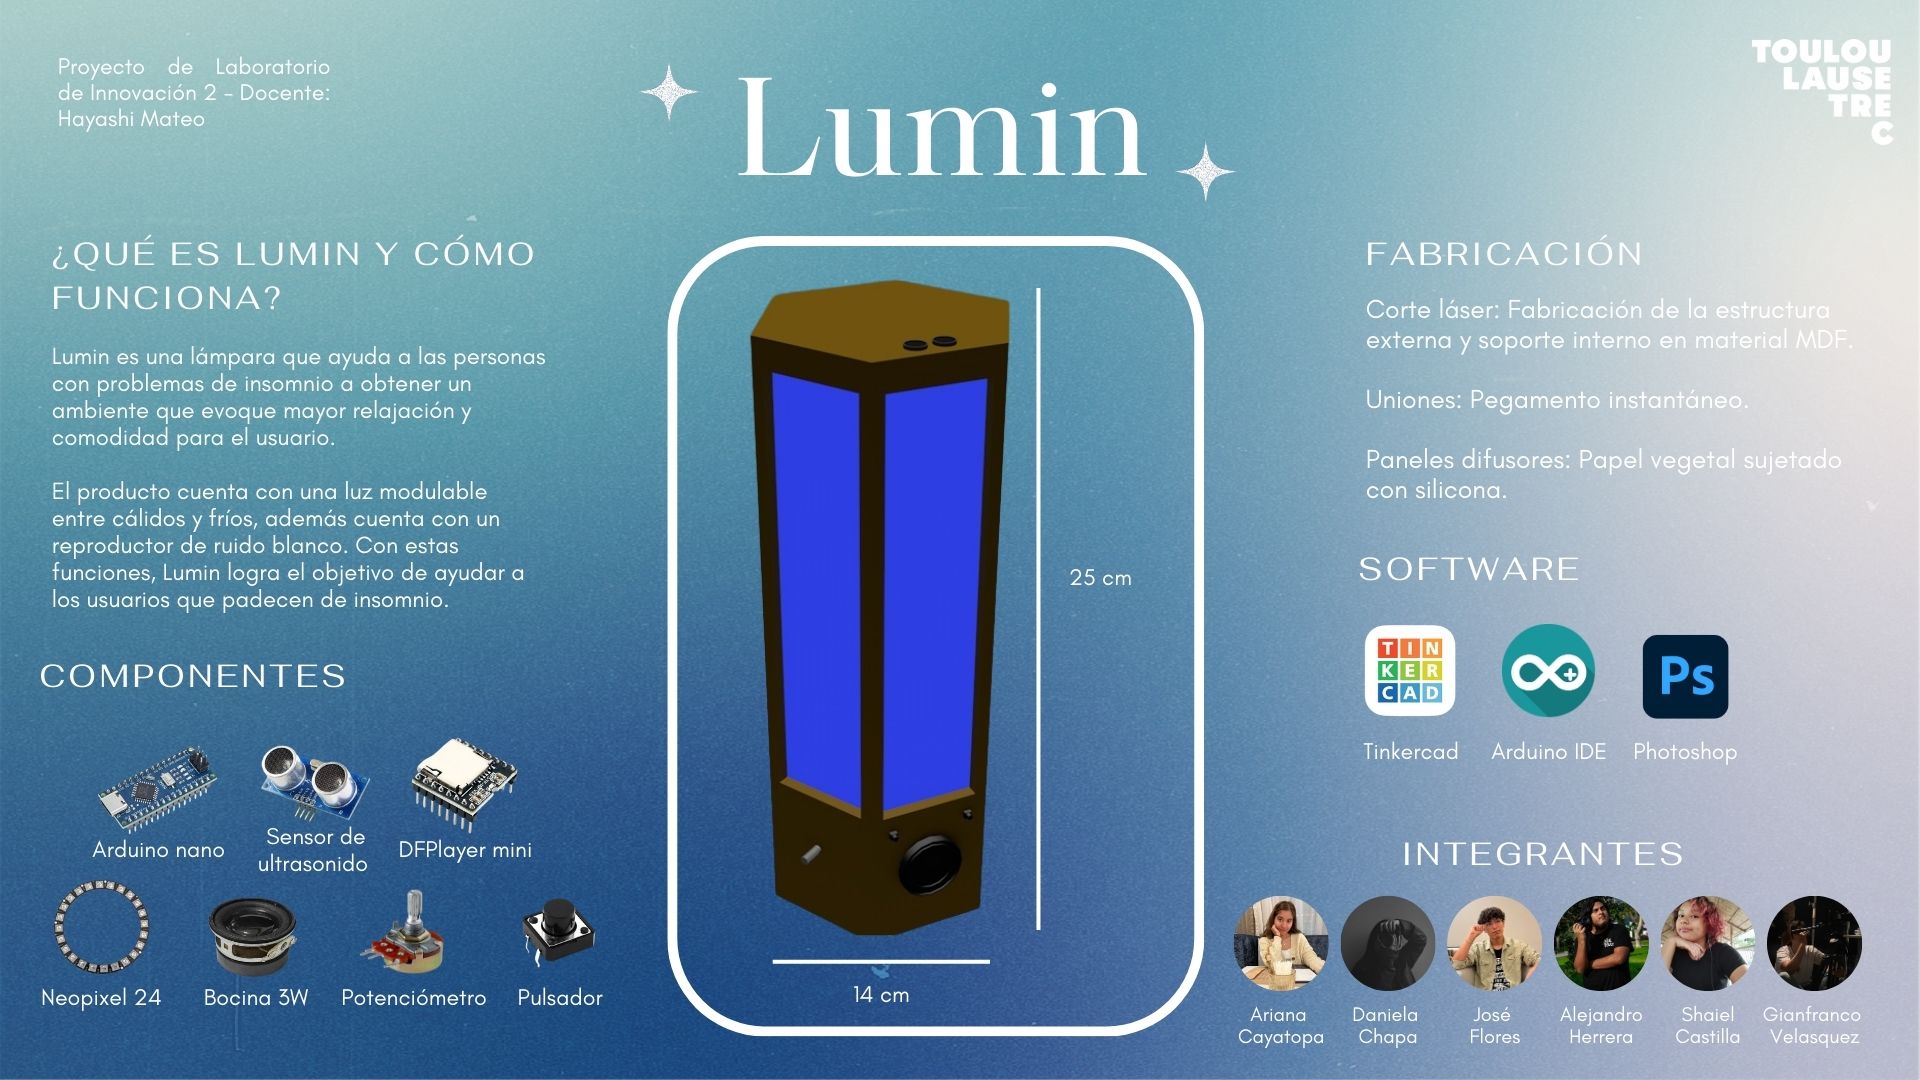 Proyecto de Laboratorio
de Innovación 2 - Docente:
Hayashi Mateo
Lumin
TOULOU
LAUSE
TRE
C
¿QUÉ ES LUMIN Y CÓMO
FUNCIONA?
Lumin es una lámpara que ayuda a las personas
con problemas de insomnio a obtener un
ambiente que evoque mayor relajación y
comodidad para el usuario.
El producto cuenta con una luz modulable
entre cálidos y fríos, además cuenta con un
reproductor de ruido blanco. Con estas
funciones, Lumin logra el objetivo de ayudar a
los usuarios que padecen de insomnio.
COMPONENTES
Arduino nano
Sensor de
ultrasonido
DFPlayer mini
Neopixel 24
Bocina 3W
Potenciómetro
Pulsador
25 cm
14 cm
FABRICACIÓN
Corte láser: Fabricación de la estructura
externa y soporte interno en material MDF.
Uniones: Pegamento instantáneo.
Paneles difusores: Papel vegetal sujetado
con silicona.
SOFTWARE
TIN
KER
CAD
Ps
Tinkercad
Arduino IDE
Photoshop
INTEGRANTES
Ariana
Cayatopa
Daniela
Chapa
José
Flores
Alejandro
Herrera
Shaiel
Castilla
Gianfranco
Velasquez